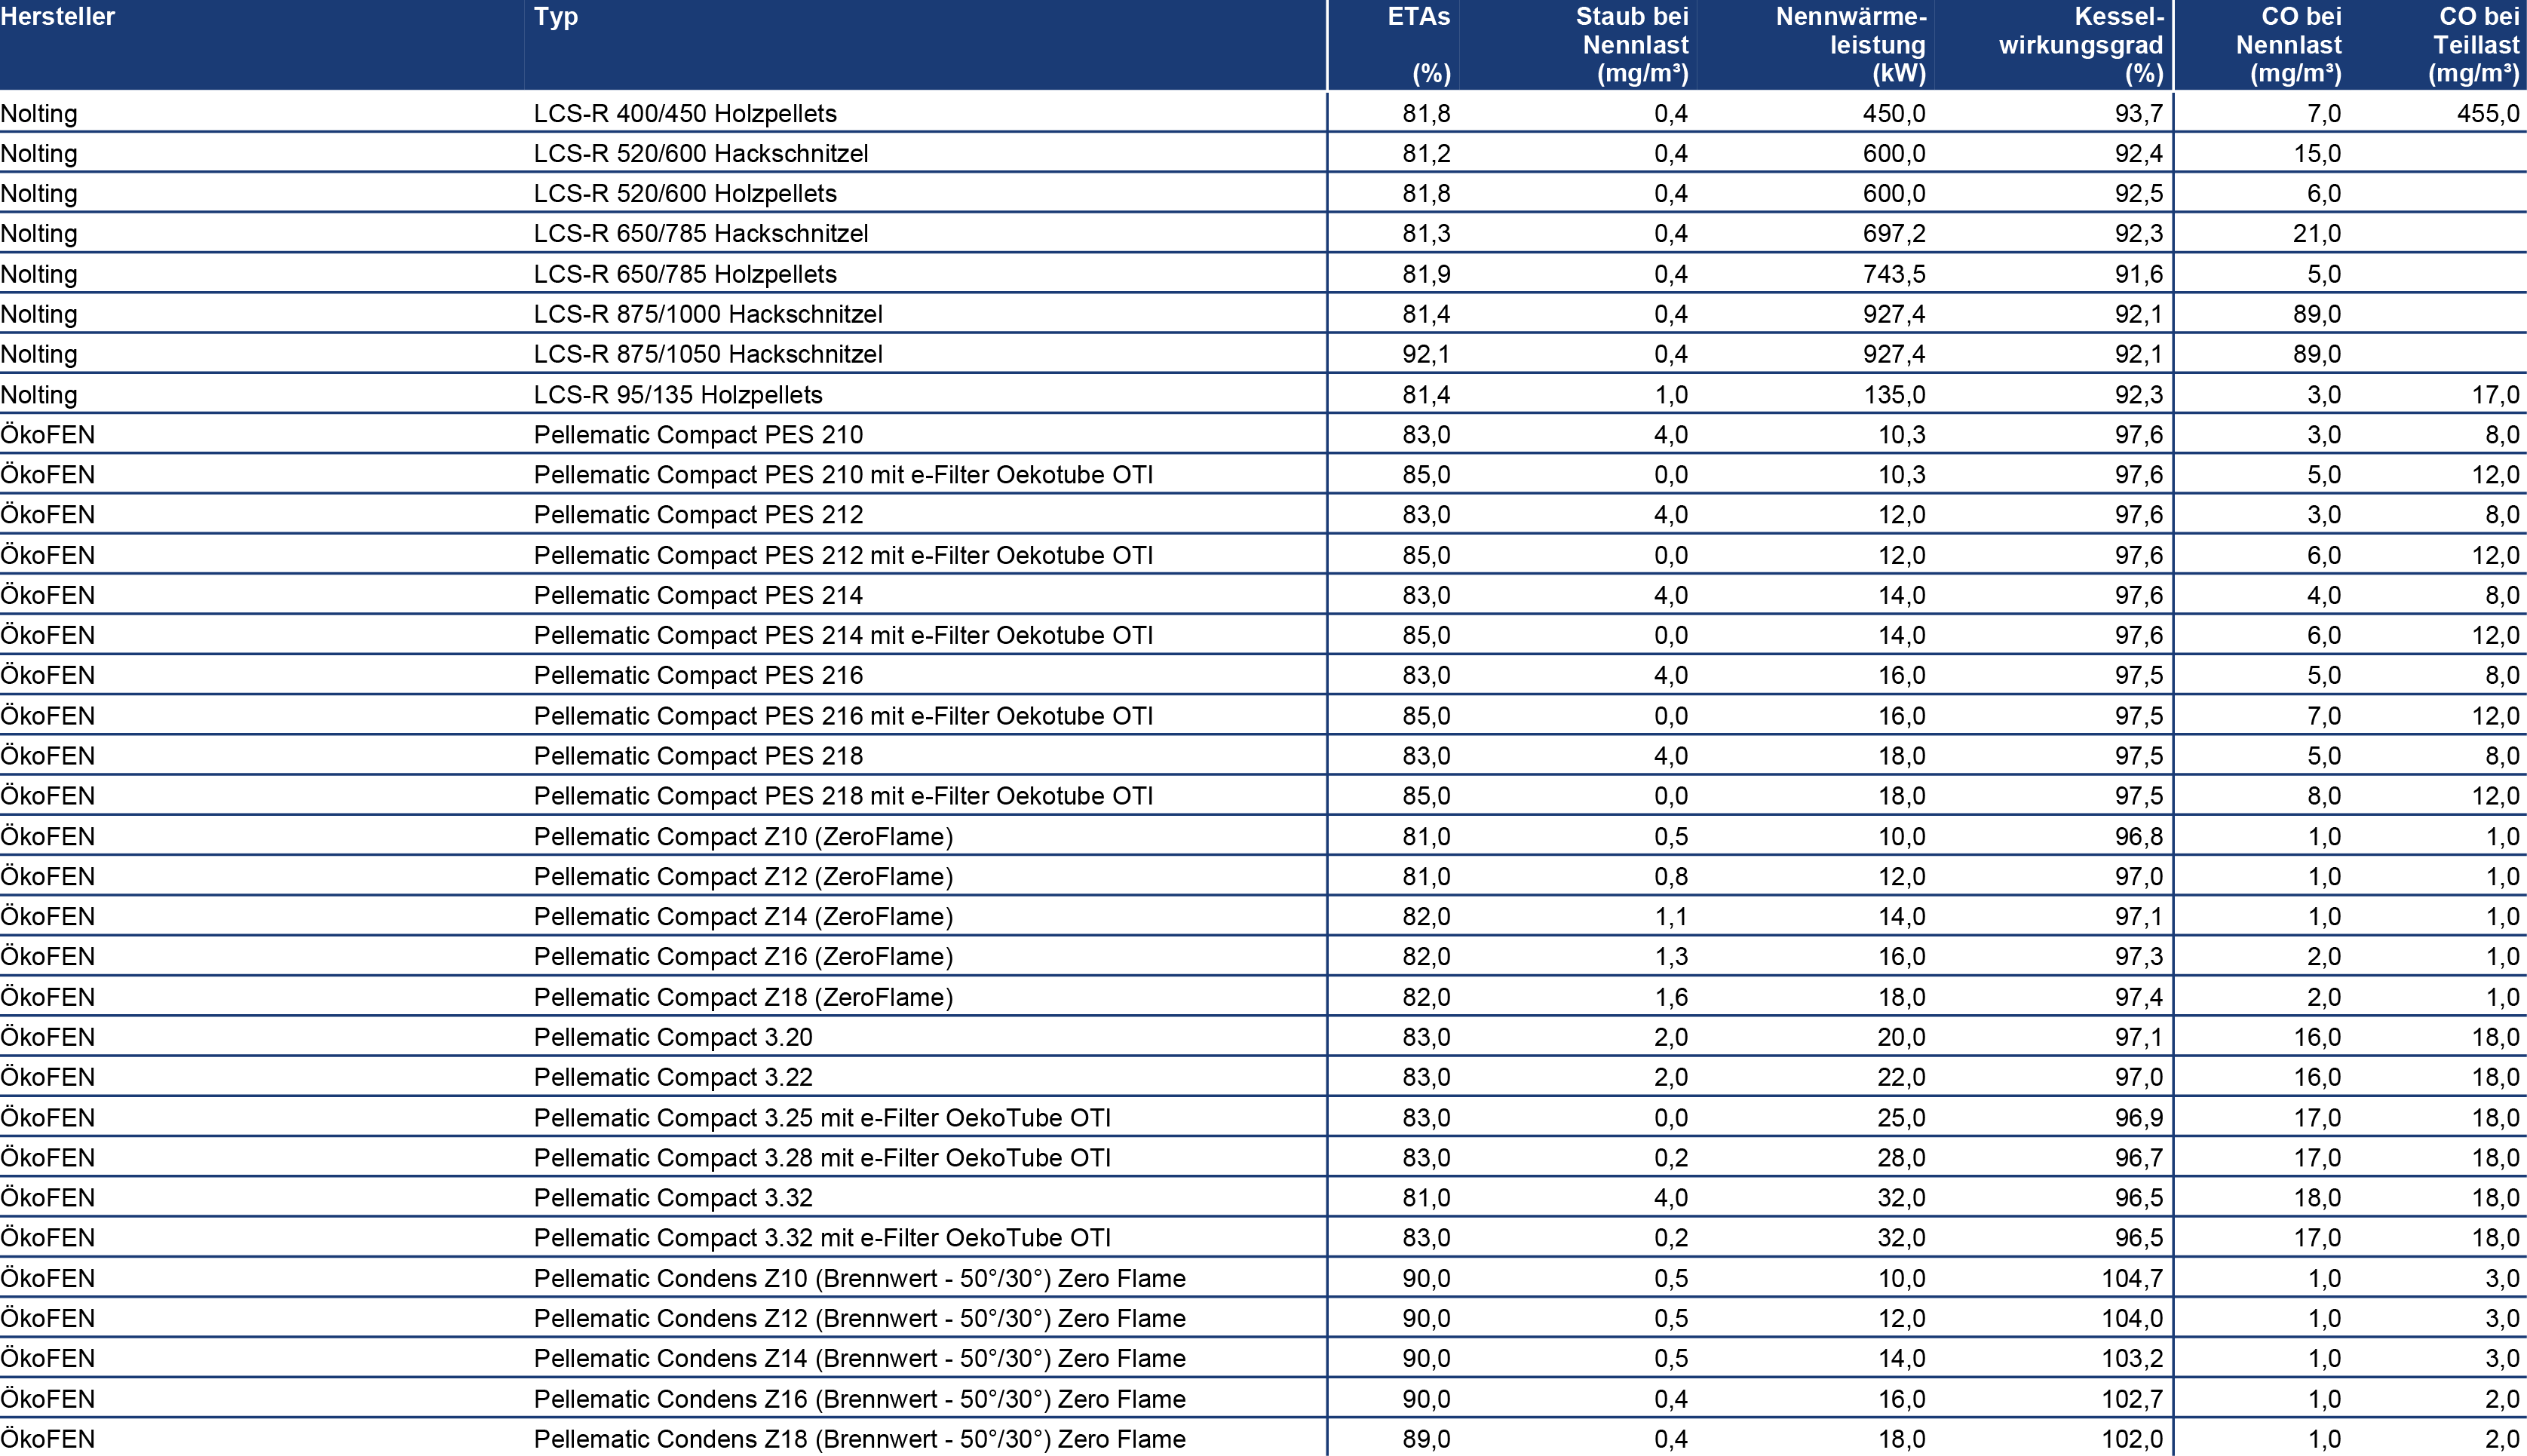 Hersteller Typ ETAs (%) Staub bei Nennlast (mg/m³) Nennwärme-leistung (kW) Kessel-wirkungsgrad (%) CO bei Nennlast (mg/m³) CO bei Teillast (mg/m³)
Nolting LCS-R 400/450 Holzpellets 81,8 0,4 450,0 93,7 7,0 455,0
Nolting LCS-R 520/600 Hackschnitzel 81,2 0,4 600,0 92,4 15,0
Nolting LCS-R 520/600 Holzpellets 81,8 0,4 600,0 92,5 6,0
Nolting LCS-R 650/785 Hackschnitzel 81,3 0,4 697,2 92,3 21,0
Nolting LCS-R 650/785 Holzpellets 81,9 0,4 743,5 91,6 5,0
Nolting LCS-R 875/1000 Hackschnitzel 81,4 0,4 927,4 92,1 89,0
Nolting LCS-R 875/1050 Hackschnitzel 92,1 0,4 927,4 92,1 89,0
Nolting LCS-R 95/135 Holzpellets 81,4 1,0 135,0 92,3 3,0 17,0
ÖkoFEN Pellematic Compact PES 210 83,0 4,0 10,3 97,6 3,0 8,0
ÖkoFEN Pellematic Compact PES 210 mit e-Filter Oekotube OTI 85,0 0,0 10,3 97,6 5,0 12,0
ÖkoFEN Pellematic Compact PES 212 83,0 4,0 12,0 97,6 3,0 8,0
ÖkoFEN Pellematic Compact PES 212 mit e-Filter Oekotube OTI 85,0 0,0 12,0 97,6 6,0 12,0
ÖkoFEN Pellematic Compact PES 214 83,0 4,0 14,0 97,6 4,0 8,0
ÖkoFEN Pellematic Compact PES 214 mit e-Filter Oekotube OTI 85,0 0,0 14,0 97,6 6,0 12,0
ÖkoFEN Pellematic Compact PES 216 83,0 4,0 16,0 97,5 5,0 8,0
ÖkoFEN Pellematic Compact PES 216 mit e-Filter Oekotube OTI 85,0 0,0 16,0 97,5 7,0 12,0
ÖkoFEN Pellematic Compact PES 218 83,0 4,0 18,0 97,5 5,0 8,0
ÖkoFEN Pellematic Compact PES 218 mit e-Filter Oekotube OTI 85,0 0,0 18,0 97,5 8,0 12,0
ÖkoFEN Pellematic Compact Z10 (ZeroFlame) 81,0 0,5 10,0 96,8 1,0 1,0
ÖkoFEN Pellematic Compact Z12 (ZeroFlame) 81,0 0,8 12,0 97,0 1,0 1,0
ÖkoFEN Pellematic Compact Z14 (ZeroFlame) 82,0 1,1 14,0 97,1 1,0 1,0
ÖkoFEN Pellematic Compact Z16 (ZeroFlame) 82,0 1,3 16,0 97,3 2,0 1,0
ÖkoFEN Pellematic Compact Z18 (ZeroFlame) 82,0 1,6 18,0 97,4 2,0 1,0
ÖkoFEN Pellematic Compact 3.20 83,0 2,0 20,0 97,1 16,0 18,0
ÖkoFEN Pellematic Compact 3.22 83,0 2,0 22,0 97,0 16,0 18,0
ÖkoFEN Pellematic Compact 3.25 mit e-Filter OekoTube OTI 83,0 0,0 25,0 96,9 17,0 18,0
ÖkoFEN Pellematic Compact 3.28 mit e-Filter OekoTube OTI 83,0 0,2 28,0 96,7 17,0 18,0
ÖkoFEN Pellematic Compact 3.32 81,0 4,0 32,0 96,5 18,0 18,0
ÖkoFEN Pellematic Compact 3.32 mit e-Filter OekoTube OTI 83,0 0,2 32,0 96,5 17,0 18,0
ÖkoFEN Pellematic Condens Z10 (Brennwert - 50°/30°) Zero Flame 90,0 0,5 10,0 104,7 1,0 3,0
ÖkoFEN Pellematic Condens Z12 (Brennwert - 50°/30°) Zero Flame 90,0 0,5 12,0 104,0 1,0 3,0
ÖkoFEN Pellematic Condens Z14 (Brennwert - 50°/30°) Zero Flame 90,0 0,5 14,0 103,2 1,0 3,0
ÖkoFEN Pellematic Condens Z16 (Brennwert - 50°/30°) Zero Flame 90,0 0,4 16,0 102,7 1,0 2,0
ÖkoFEN Pellematic Condens Z18 (Brennwert - 50°/30°) Zero Flame 89,0 0,4 18,0 102,0 1,0 2,0